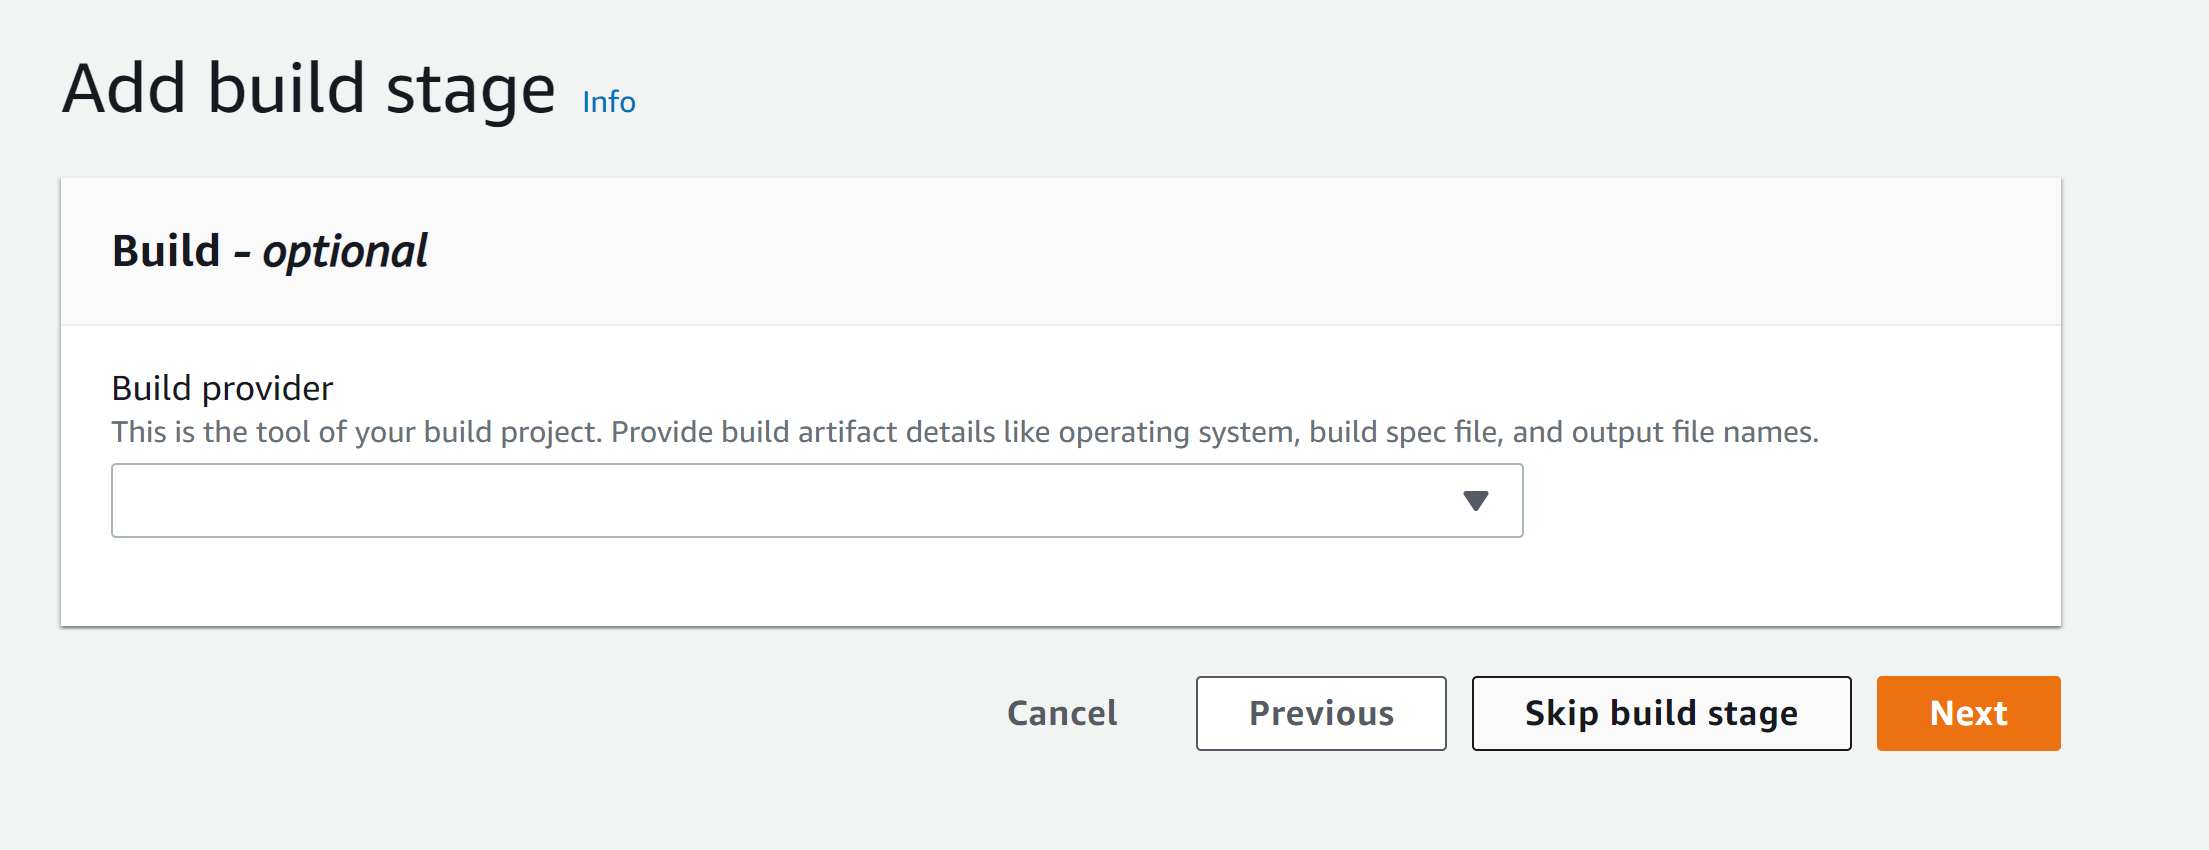 Add build stage Info
Build - optional
Build provider
This is the tool of your build project. Provide build artifact details like operating system, build spec file, and output file names.
Cancel Previous Skip build stage Next